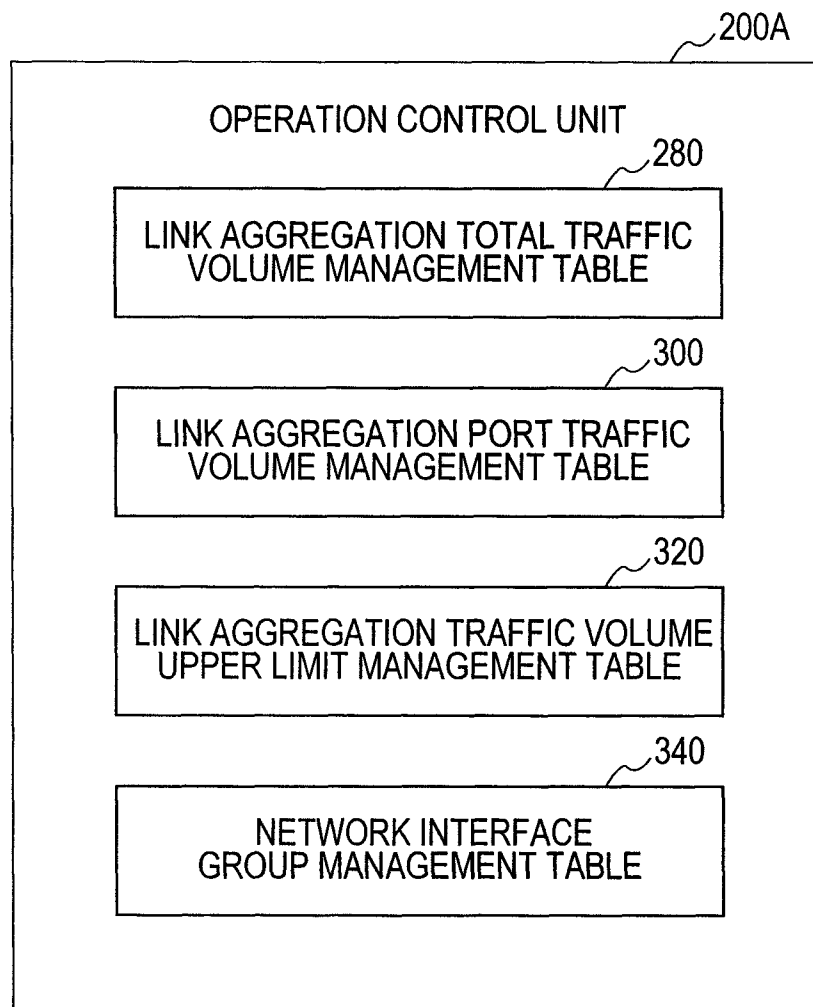 200A
OPERATION CONTROL UNIT
280
LINK AGGREGATION TOTAL TRAFFIC
VOLUME MANAGEMENT TABLE
300
LINK AGGREGATION PORT TRAFFIC
VOLUME MANAGEMENT TABLE
320
LINK AGGREGATION TRAFFIC VOLUME
UPPER LIMIT MANAGEMENT TABLE
340
NETWORK INTERFACE
GROUP MANAGEMENT TABLE